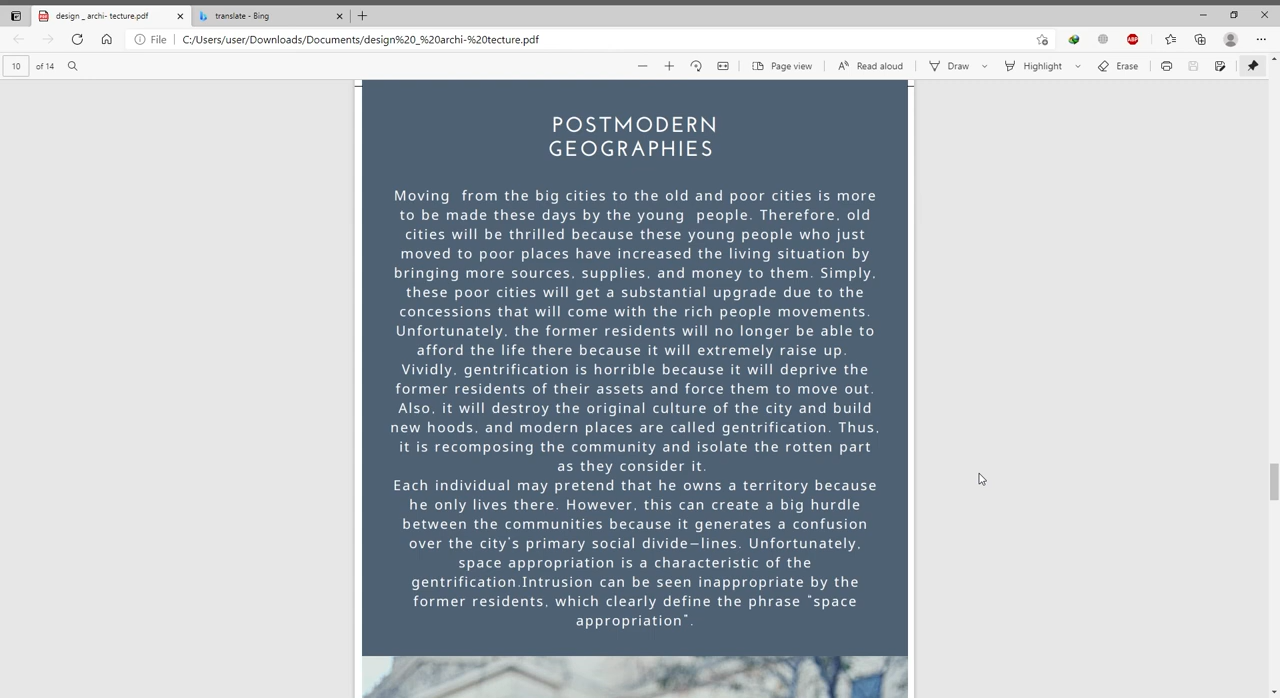 design _ archi- tecture.pdf
translate - Bing
File
C:/Users/user/Downloads/Documents/design%20_%20archi-%20tecture.pdf
ABP
10 of 14
Page view
Read aloud
Draw
Highlight
Erase
POSTMODERN
GEOGRAPHIES
Moving from the big cities to the old and poor cities is more
to be made these days by the young people. Therefore, old
cities will be thrilled because these young people who just
moved to poor places have increased the living situation by
bringing more sources, supplies, and money to them. Simply,
these poor cities will get a substantial upgrade due to the
concessions that will come with the rich people movements.
Unfortunately, the former residents will no longer be able to
afford the life there because it will extremely raise up.
Vividly, gentrification is horrible because it will deprive the
former residents of their assets and force them to move out.
Also, it will destroy the original culture of the city and build
new hoods, and modern places are called gentrification. Thus,
it is recomposing the community and isolate the rotten part
as they consider it.
Each individual may pretend that he owns a territory because
he only lives there. However, this can create a big hurdle
between the communities because it generates a confusion
over the city's primary social divide–lines. Unfortunately,
space appropriation is a characteristic of the
gentrification.Intrusion can be seen inappropriate by the
former residents, which clearly define the phrase "space
appropriation".